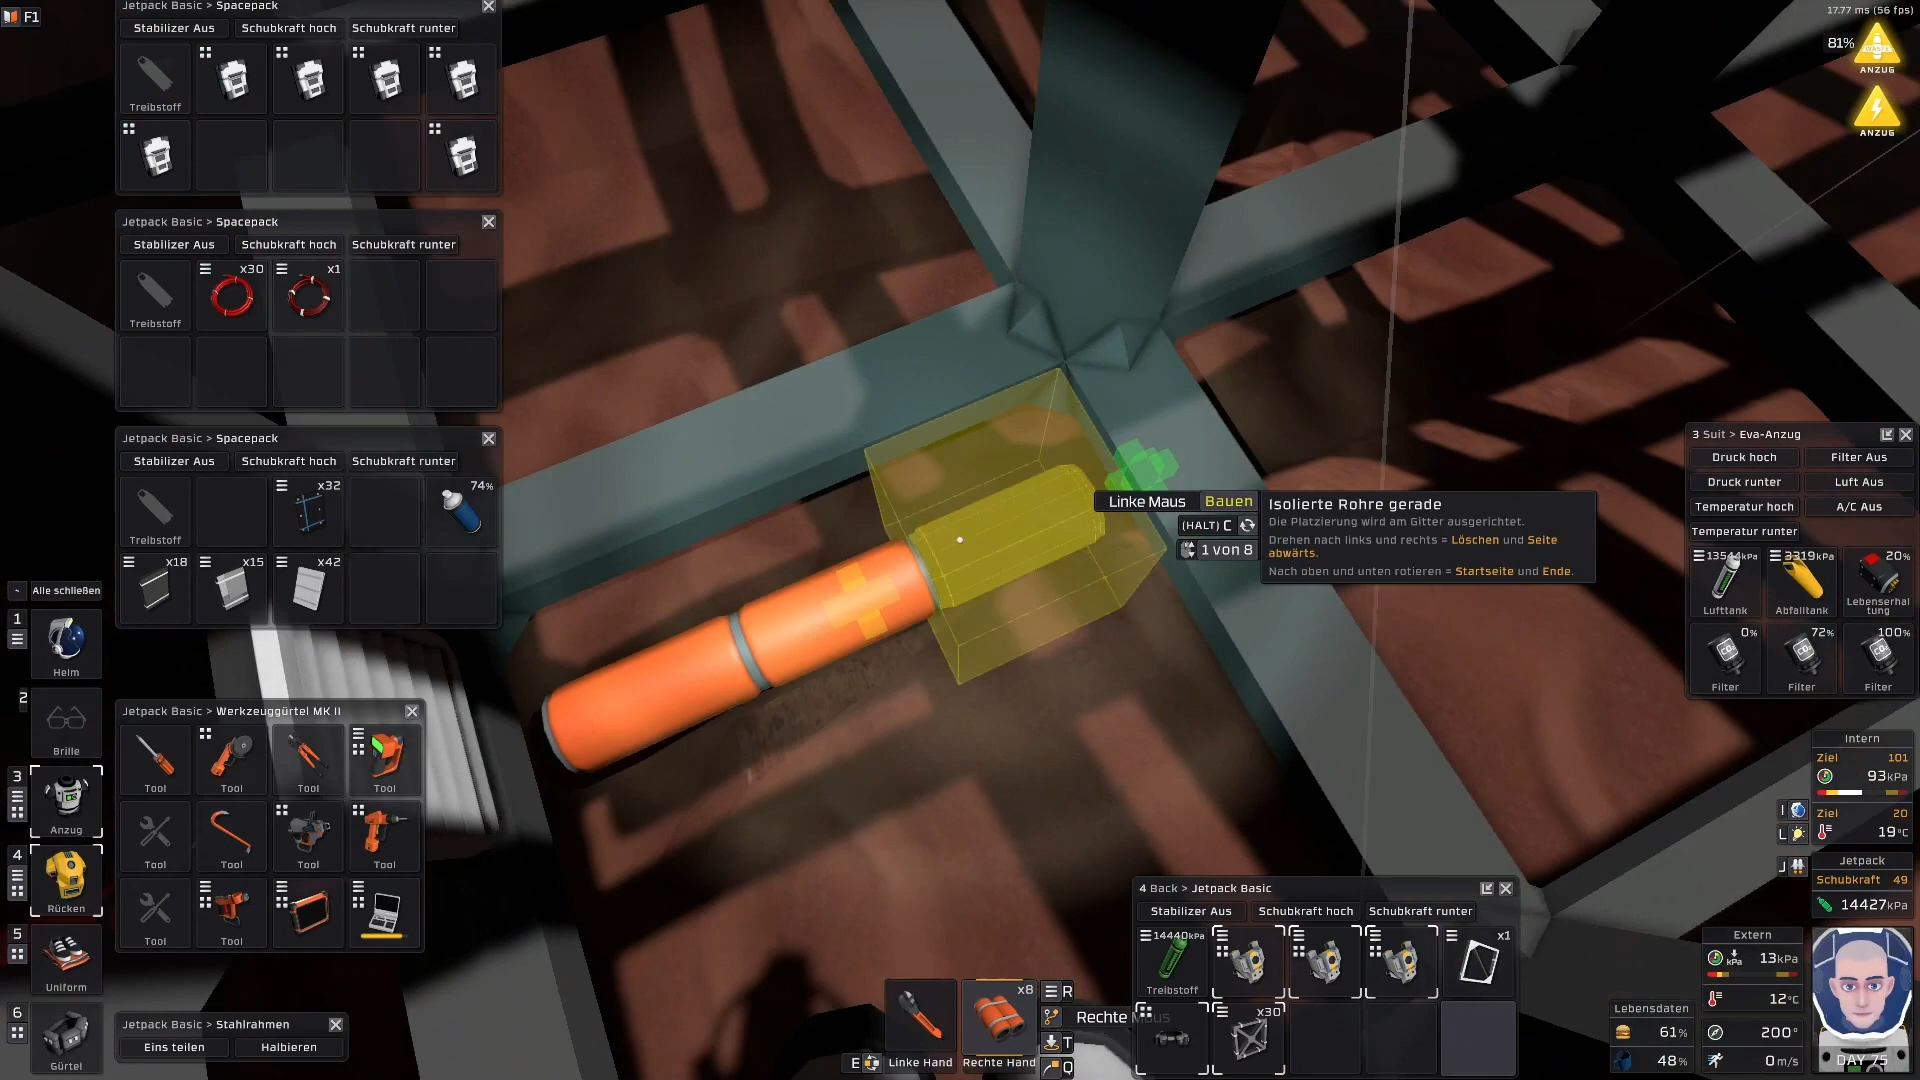 F1
17.77 ms (56 fps)
81%
ANZUG
ANZUG
Jetpack Basic > Spacepack
Stabilizer Aus
Schubkraft hoch
Schubkraft runter
Treibstoff
Jetpack Basic > Spacepack
Stabilizer Aus
Schubkraft hoch
Schubkraft runter
x30
x1
Treibstoff
Jetpack Basic > Spacepack
Stabilizer Aus
Schubkraft hoch
Schubkraft runter
x32
74%
Treibstoff
x18
x15
x42
~ Alle schließen
1
Helm
2
Brille
3
Anzug
4
Rücken
5
Uniform
6
Gürtel
Jetpack Basic > Werkzeuggürtel MK II
Tool
Tool
Tool
Tool
Tool
Tool
Tool
Tool
Tool
Tool
Jetpack Basic > Stahlrahmen
Eins teilen
Halbieren
Linke Maus
Bauen
(HALT) C
1 von 8
Isolierte Rohre gerade
Die Platzierung wird am Gitter ausgerichtet.
Drehen nach links und rechts = Löschen und Seite
abwärts.
Nach oben und unten rotieren = Startseite und Ende.
3 Suit > Eva-Anzug
Druck hoch
Filter Aus
Druck runter
Luft Aus
Temperatur hoch
A/C Aus
Temperatur runter
13544kPa
3319kPa
20%
Lufttank
Abfalltank
Lebenserhal
tung
0%
72%
100%
Filter
Filter
Filter
Intern
Ziel 101
93kPa
Ziel 20
I
L
19°C
J
Jetpack
Schubkraft 49
14427kPa
Extern
kPa
13kPa
12°C
200°
0m/s
Lebensdaten
61%
48%
DAY 75
4 Back > Jetpack Basic
Stabilizer Aus
Schubkraft hoch
Schubkraft runter
14440kPa
x1
Treibstoff
x30
E
Linke Hand
x8
Rechte Hand
R
Rechte
T
Q